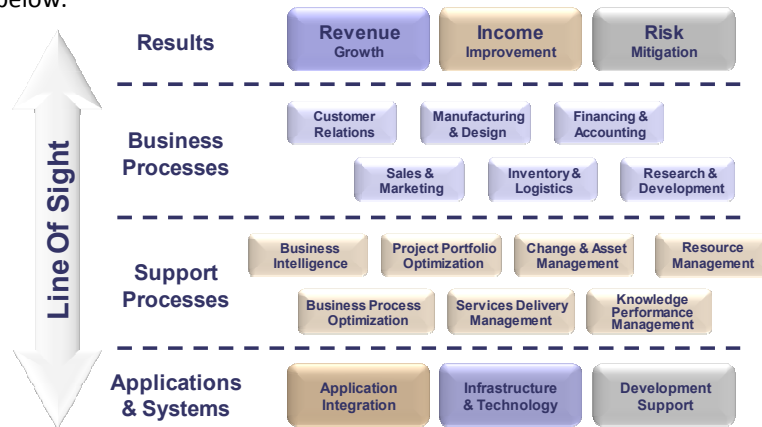 below:
Results
Revenue
Growth
Income
Improvement
Risk
Mitigation
Line Of Sight
Business
Processes
Customer
Relations
Manufacturing
& Design
Financing &
Accounting
Sales &
Marketing
Inventory &
Logistics
Research &
Development
Support
Processes
Business
Intelligence
Project Portfolio
Optimization
Change & Asset
Management
Resource
Management
Business Process
Optimization
Services Delivery
Management
Knowledge
Performance
Management
Applications
& Systems
Application
Integration
Infrastructure
& Technology
Development
Support